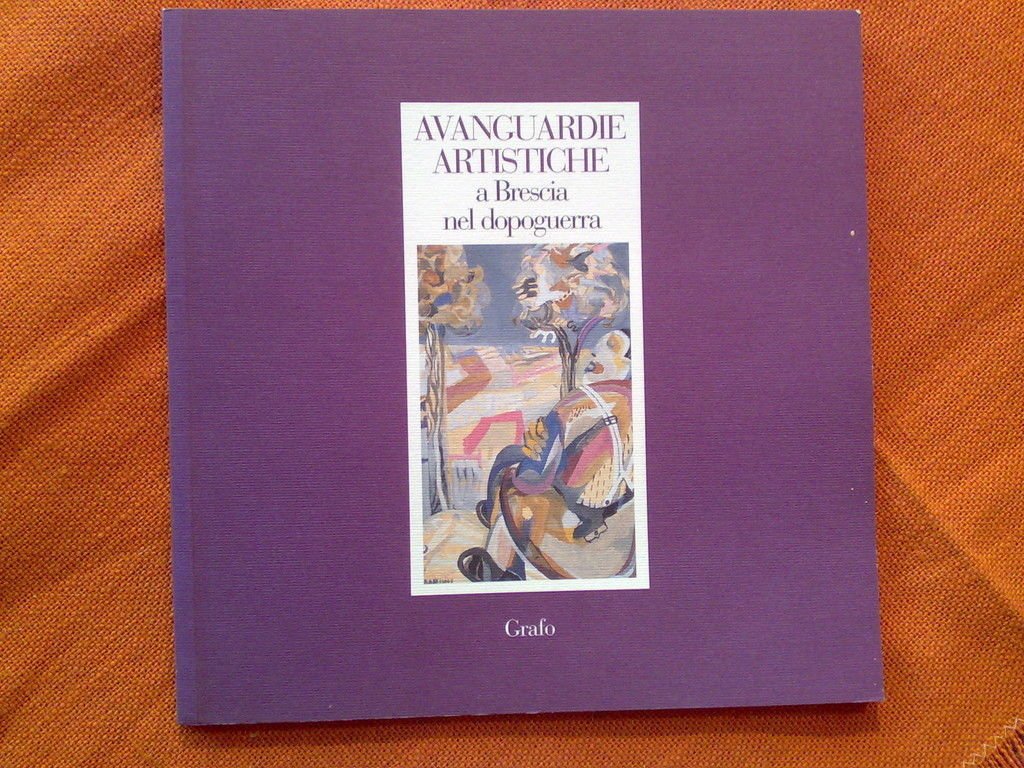 AVANGUARDIE
ARTISTICHE
a Brescia
nel dopoguerra
Grafo